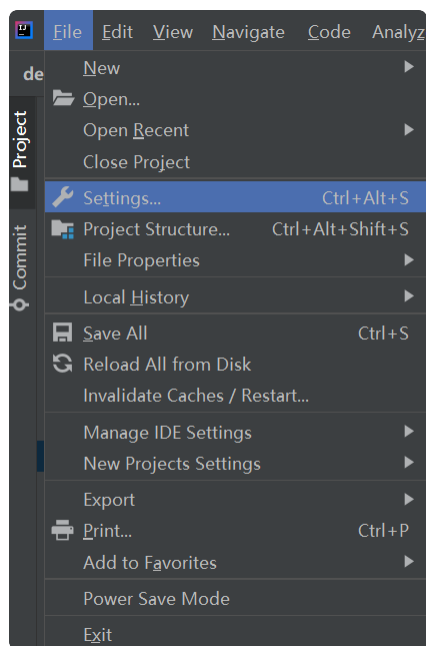 IJ
File Edit View Navigate Code Analyz
de
Project
Commit
New
Open...
Open Recent
Close Project
Settings... Ctrl+Alt+S
Project Structure... Ctrl+Alt+Shift+S
File Properties
Local History
Save All Ctrl+S
Reload All from Disk
Invalidate Caches / Restart...
Manage IDE Settings
New Projects Settings
Export
Print... Ctrl+P
Add to Favorites
Power Save Mode
Exit